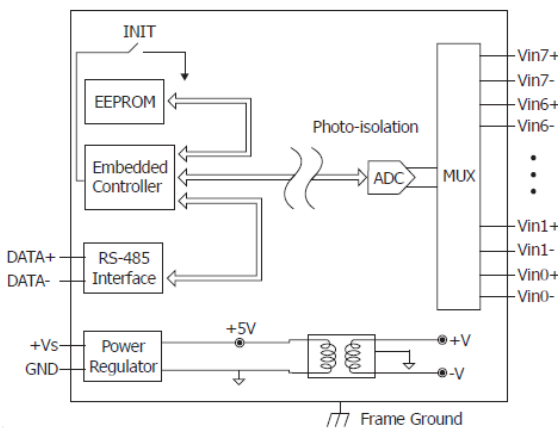 INIT
EEPROM
Embedded
Controller
Photo-isolation
ADC
MUX
Vin7+
Vin7-
Vin6+
Vin6-
Vin1+
Vin1-
Vin0+
Vin0-
DATA+
DATA-
RS-485
Interface
+Vs
GND
Power
Regulator
+5V
+V
-V
Frame Ground